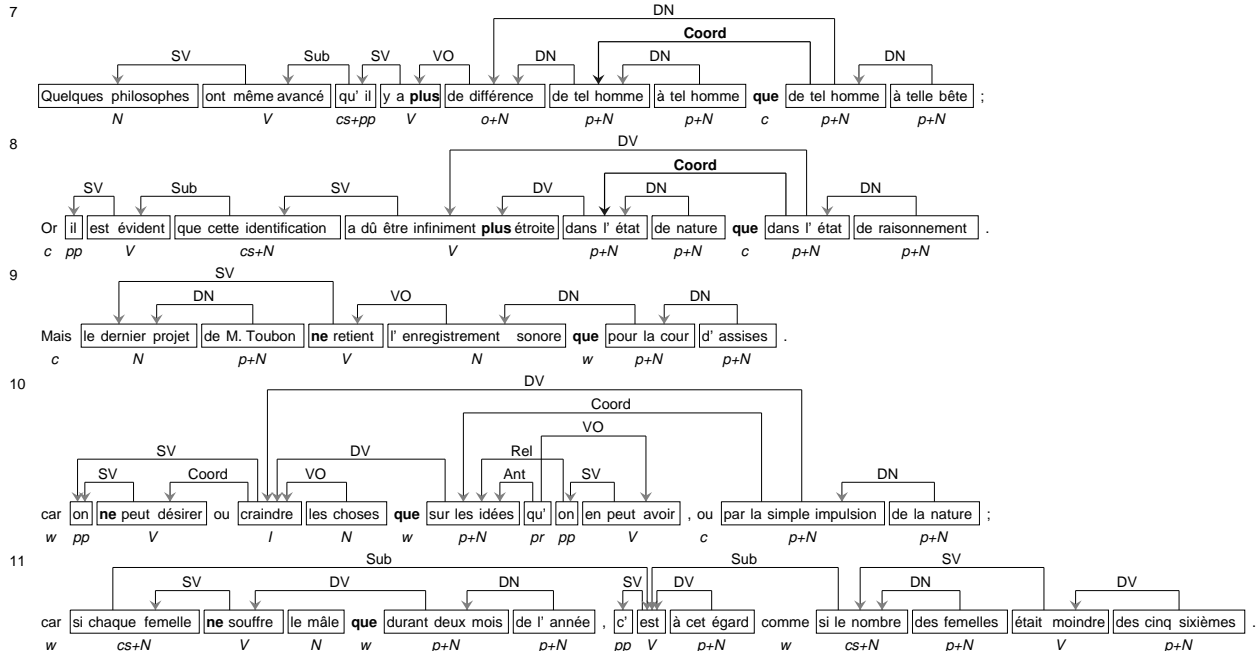 7
DN
Coord
SV Sub SV VO DN DN DN
Quelques philosophes ont même avancé qu' il y a plus de différence de tel homme à tel homme que de tel homme à telle bête ;
N V cs+pp V o+N p+N p+N c p+N p+N
8
DV
Coord
SV Sub SV DV DN DN
Or il est évident que cette identification a dû être infiniment plus étroite dans l' état de nature que dans l' état de raisonnement .
c pp V cs+N V p+N p+N c p+N p+N
9
SV
DN VO DN DN
Mais le dernier projet de M. Toubon ne retient l' enregistrement sonore que pour la cour d' assises .
c N p+N V N w p+N p+N
10
DV
Coord
VO
SV DV Rel
SV Coord VO Ant SV DN
car on ne peut désirer ou craindre les choses que sur les idées qu' on en peut avoir , ou par la simple impulsion de la nature ;
w pp V I N w p+N pr pp V c p+N p+N
11
Sub Sub SV
SV DV DN SV DV DN DV
car si chaque femelle ne souffre le mâle que durant deux mois de l' année , c' est à cet égard comme si le nombre des femelles était moindre des cinq sixièmes .
w cs+N V N w p+N p+N pp V p+N w cs+N p+N V p+N